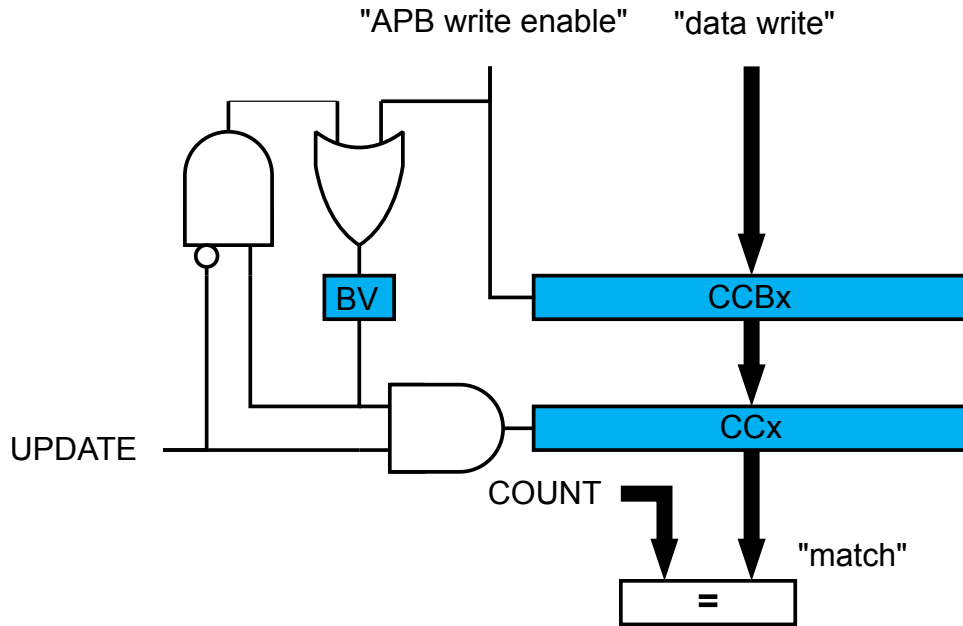 "APB write enable"
"data write"
BV
CCBx
CCx
UPDATE
COUNT
"match"
=